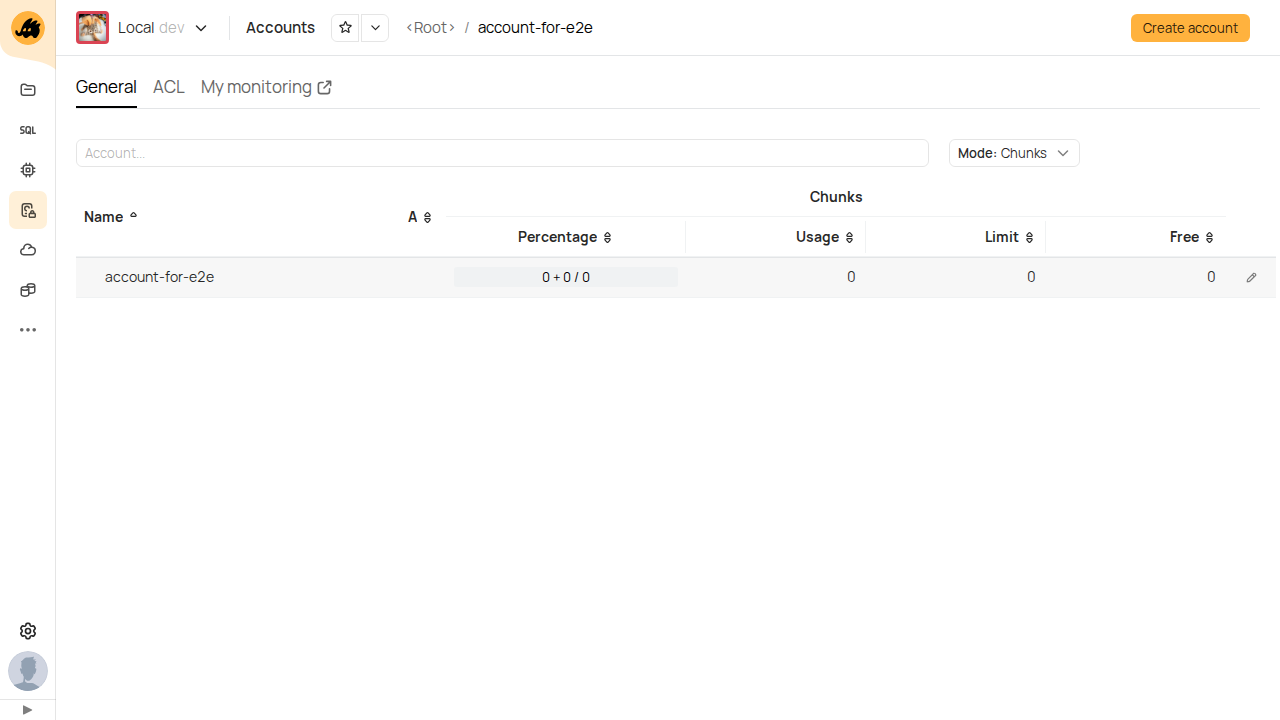 Local dev
Accounts
<Root> / account-for-e2e
Create account
General
ACL
My monitoring
SQL
Account...
Mode: Chunks
Chunks
Name
A
Percentage
Usage
Limit
Free
account-for-e2e
0 + 0 / 0
0
0
0